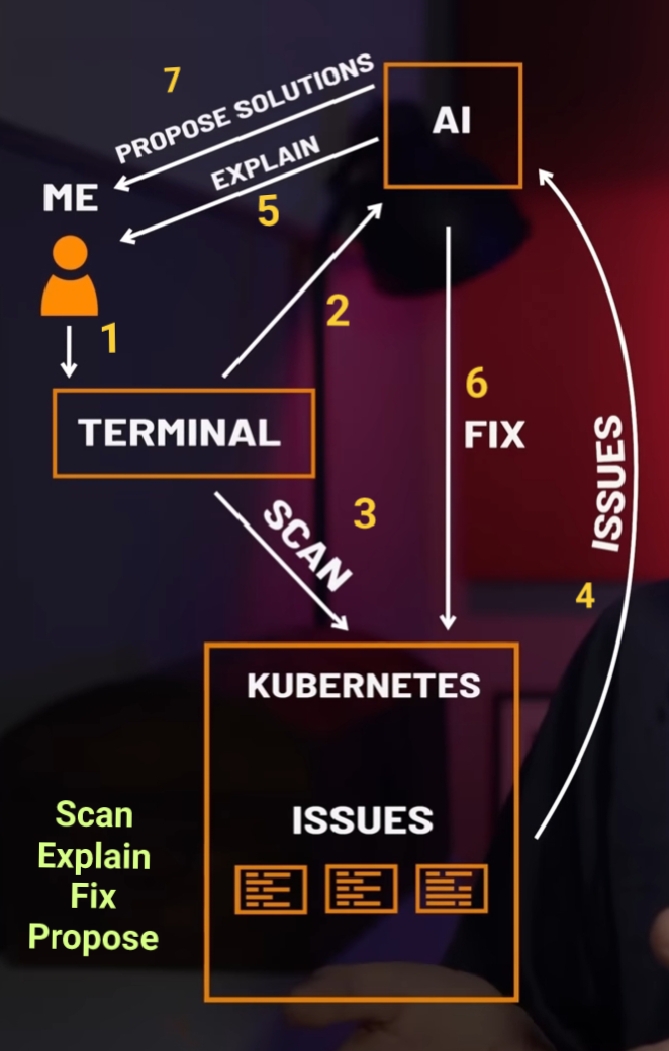 7
PROPOSE SOLUTIONS
AI
EXPLAIN
ME
5
2
1
6
TERMINAL
FIX
ISSUES
SCAN
3
4
KUBERNETES
ISSUES
Scan
Explain
Fix
Propose